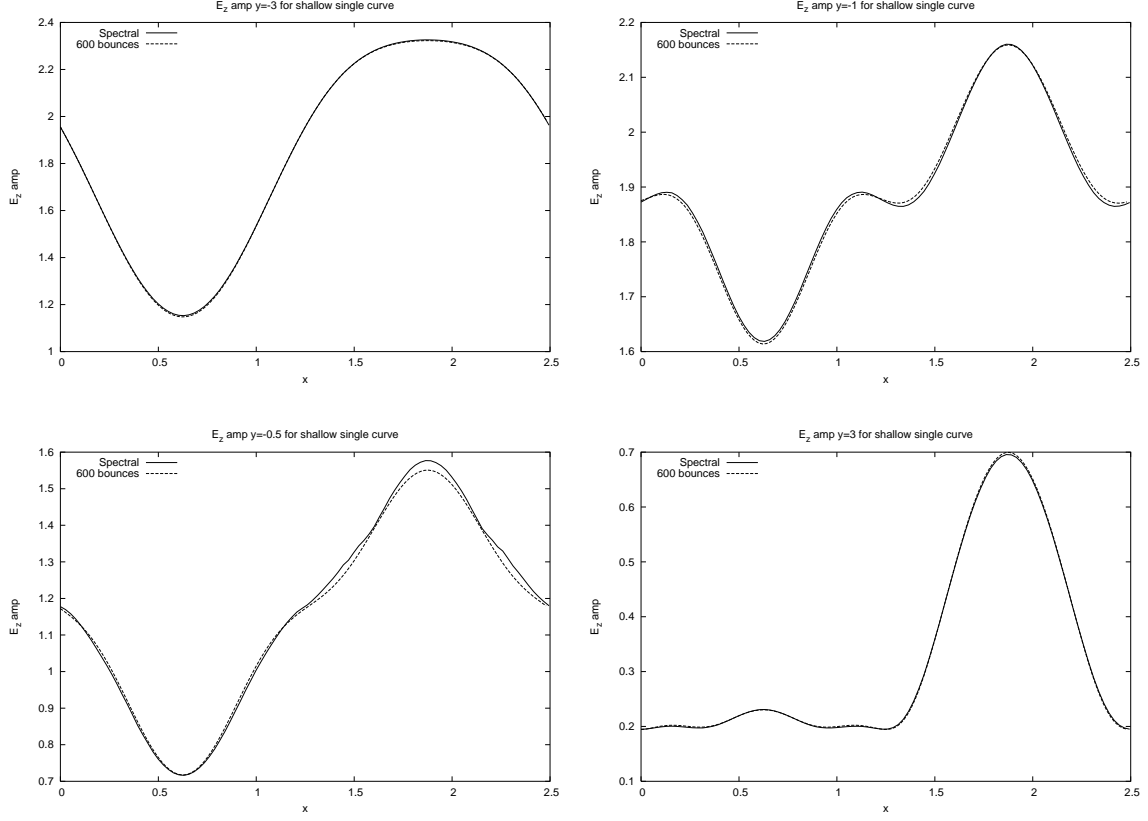 E_z amp y=-3 for shallow single curve
Spectral
600 bounces
2.4
2.2
2
1.8
1.6
1.4
1.2
1
E_z amp
0 0.5 1 1.5 2 2.5
x
E_z amp y=-1 for shallow single curve
Spectral
600 bounces
2.2
2.1
2
1.9
1.8
1.7
1.6
E_z amp
0 0.5 1 1.5 2 2.5
x
E_z amp y=-0.5 for shallow single curve
Spectral
600 bounces
1.6
1.5
1.4
1.3
1.2
1.1
1
0.9
0.8
0.7
E_z amp
0 0.5 1 1.5 2 2.5
x
E_z amp y=3 for shallow single curve
Spectral
600 bounces
0.7
0.6
0.5
0.4
0.3
0.2
0.1
E_z amp
0 0.5 1 1.5 2 2.5
x